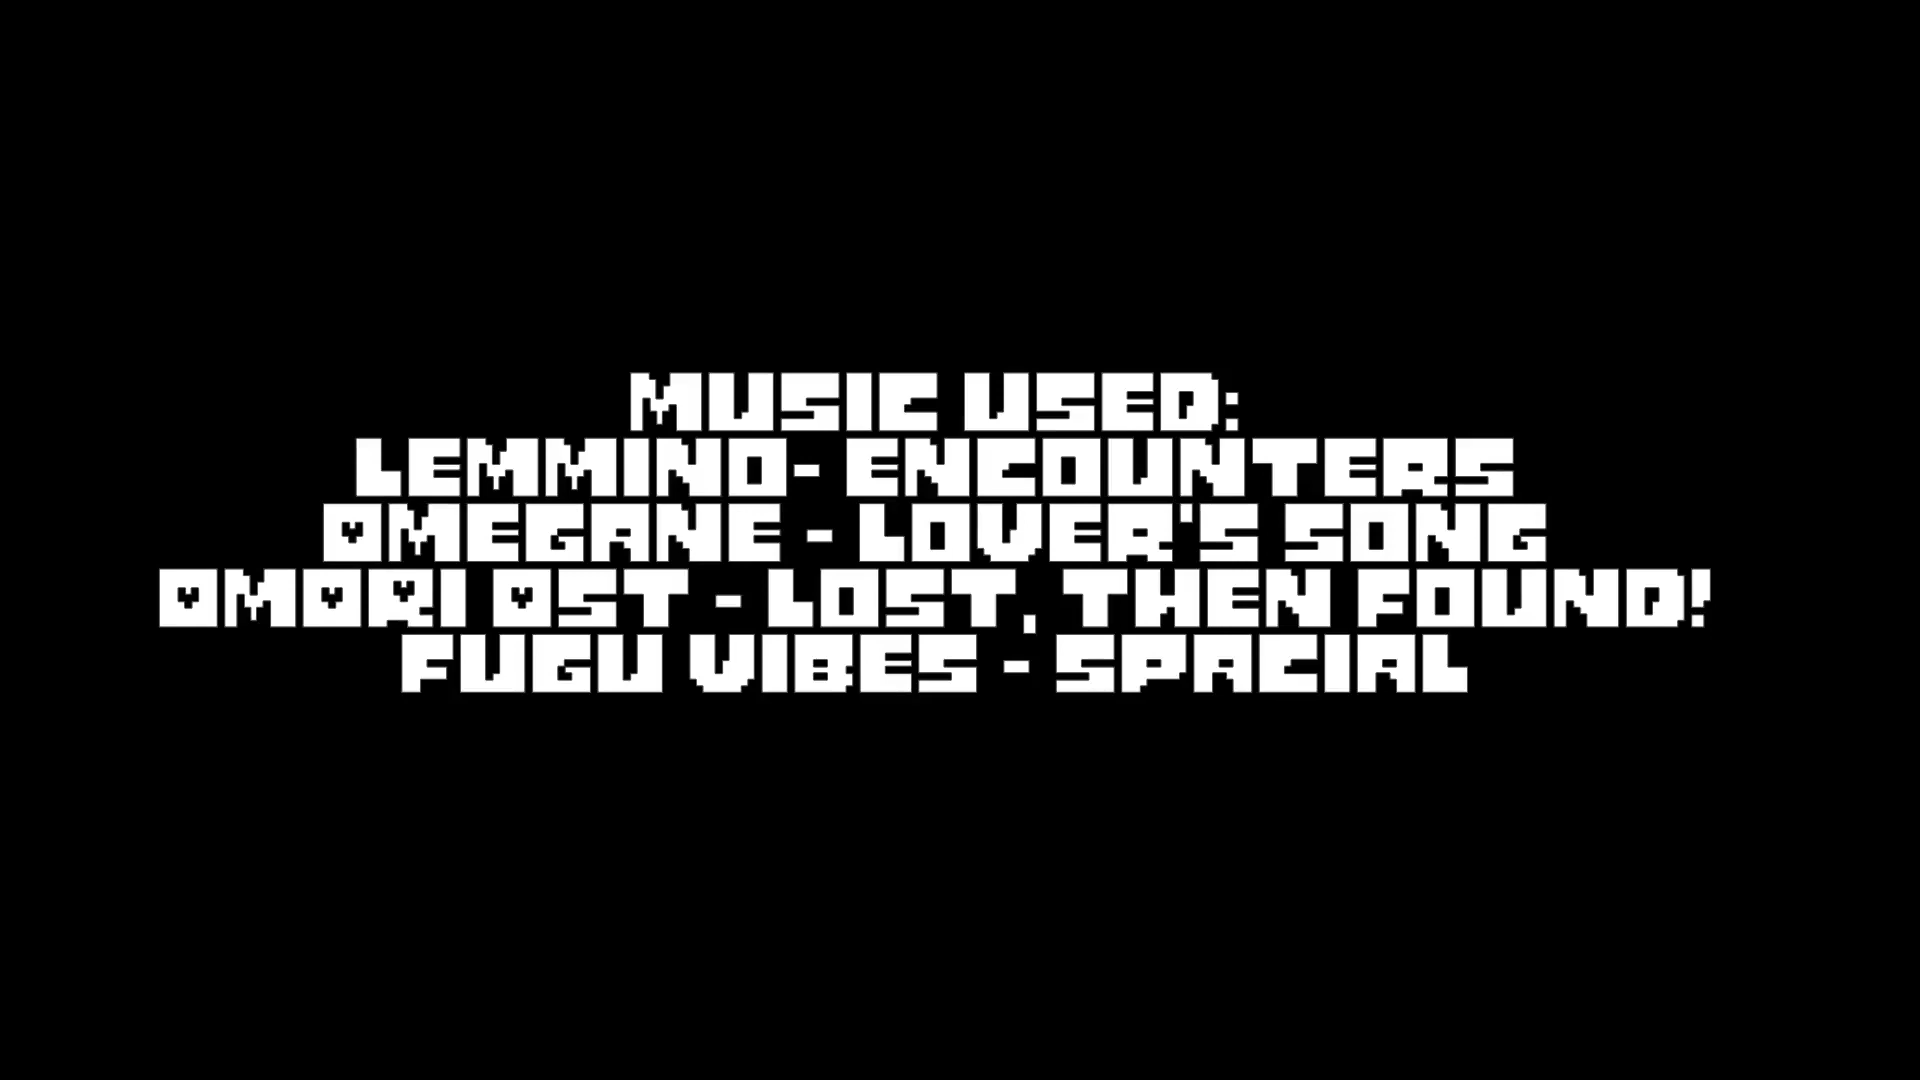 MUSIC USED:
LEMMINO- ENCOUNTERS
OMEGANE - LOVER'S SONG
OMORI OST - LOST, THEN FOUND!
FUGU VIBES - SPACIAL